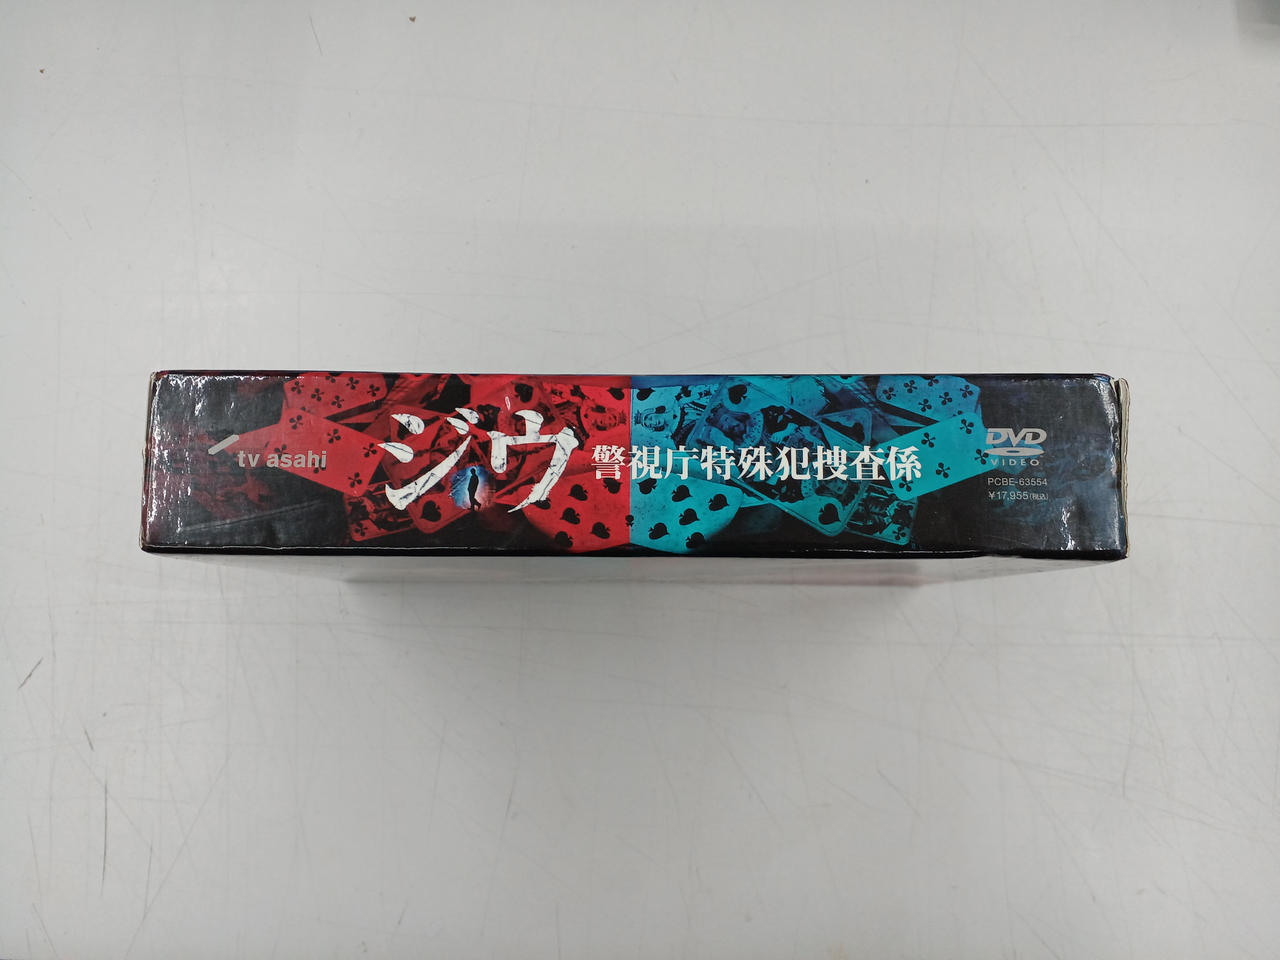 tv asahi
ジウ
警視庁特殊犯捜査係
DVD
VIDEO
PCBE-63554
¥17,955(税込)